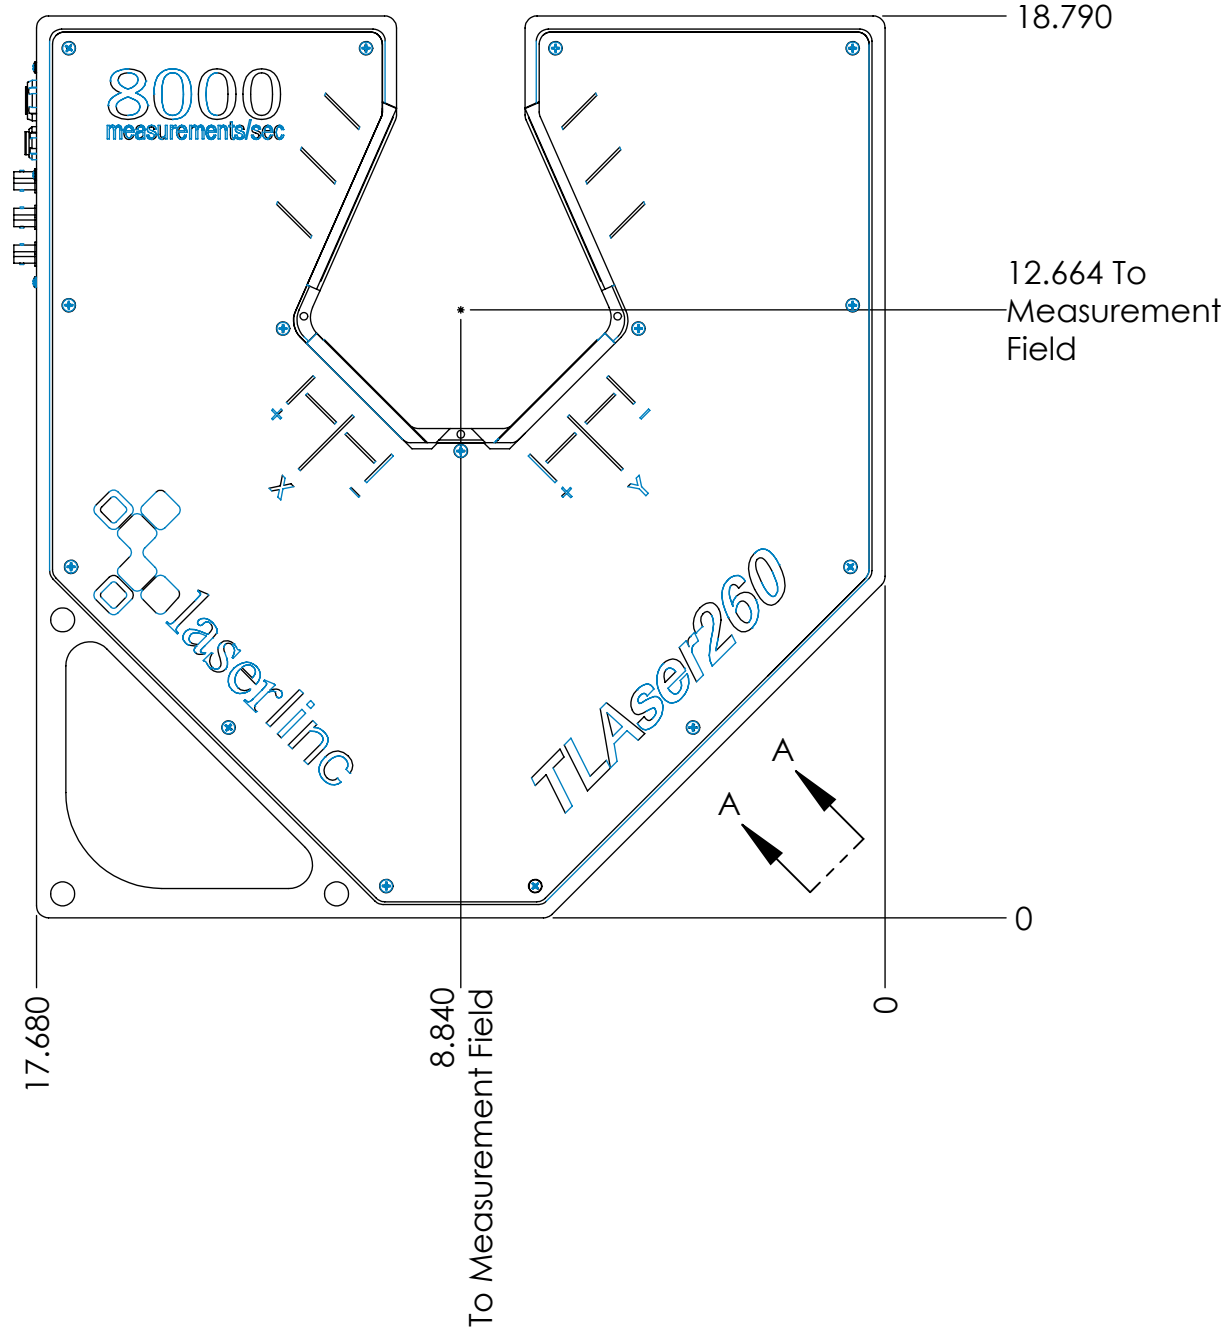 18.790
8000
measurements/sec
12.664 To
Measurement
Field
+
-
X
Y
-
+
laserlinc
TLAser260
A
A
0
17.680
8.840
To Measurement Field
0